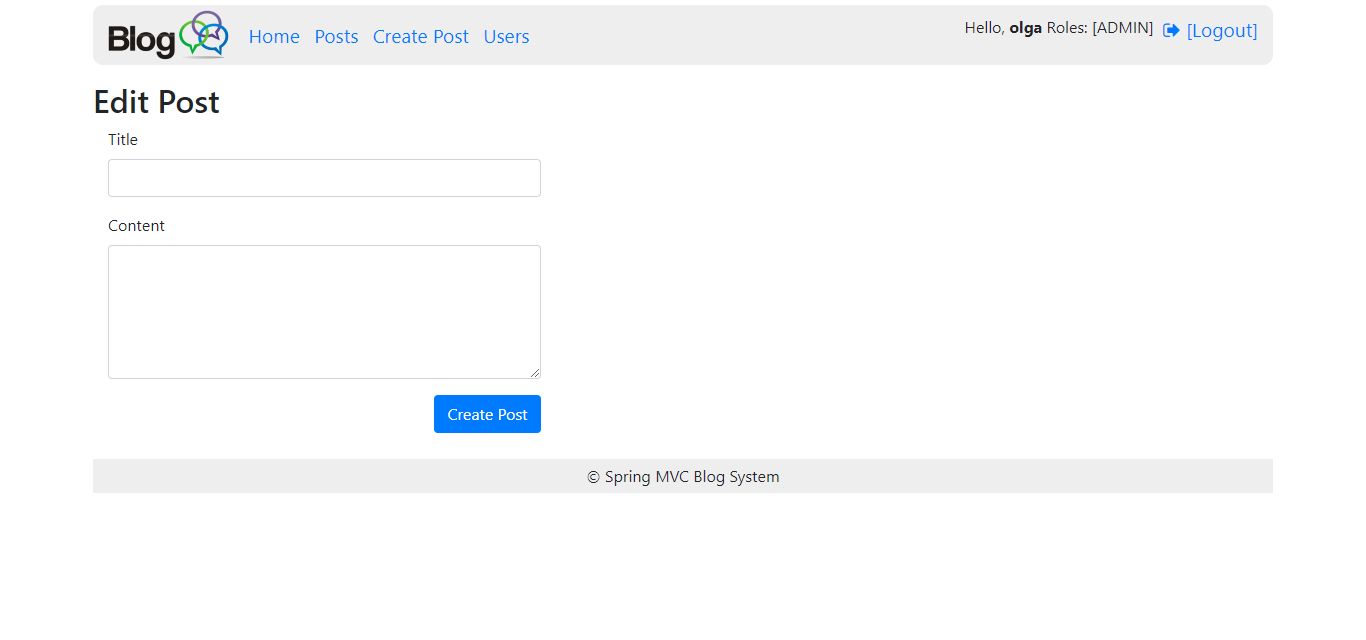 Blog Home Posts Create Post Users Hello, olga Roles: [ADMIN] [Logout]
Edit Post
Title
Content
Create Post
© Spring MVC Blog System